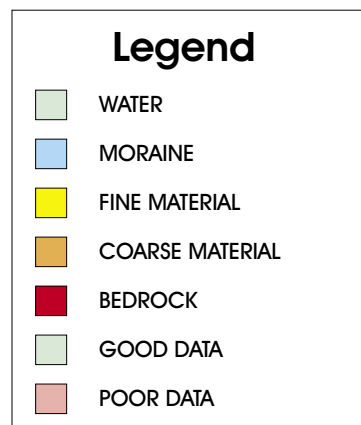 Legend
WATER
MORAINE
FINE MATERIAL
COARSE MATERIAL
BEDROCK
GOOD DATA
POOR DATA